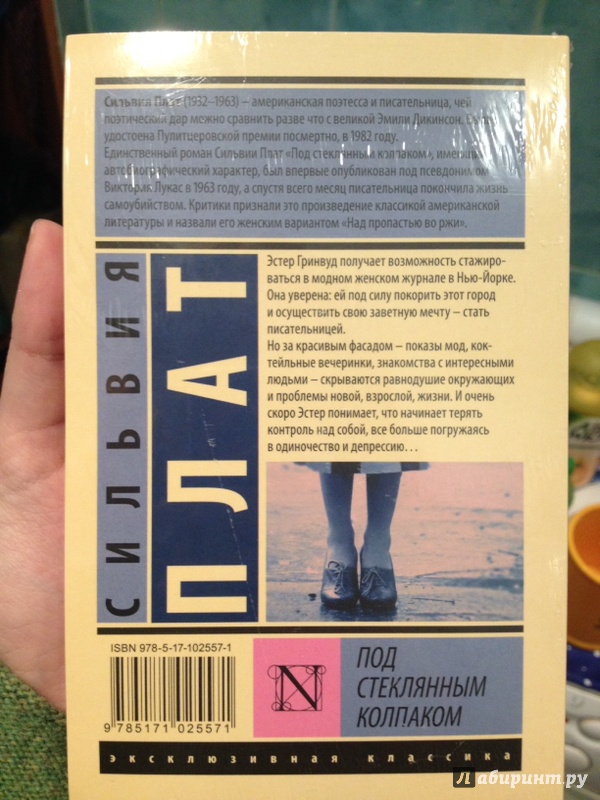 Сильвия Плат (1932–1963) – американская поэтесса и писательница, чей
поэтический дар можно сравнить разве что с великой Эмили Дикинсон. Была
удостоена Пулитцеровской премии посмертно, в 1982 году.
Единственный роман Сильвии Плат «Под стеклянным колпаком», имеющий
автобиографический характер, был впервые опубликован под псевдонимом
Виктория Лукас в 1963 году, а спустя всего месяц писательница покончила жизнь
самоубийством. Критики признали это произведение классикой американской
литературы и назвали его женским вариантом «Над пропастью во ржи».
СИЛЬВИЯ
ПЛАТ
Эстер Гринвуд получает возможность стажиро-
ваться в модном женском журнале в Нью-Йорке.
Она уверена: ей под силу покорить этот город
и осуществить свою заветную мечту – стать
писательницей.
Но за красивым фасадом – показы мод, кок-
тейльные вечеринки, знакомства с интересными
людьми – скрываются равнодушие окружающих
и проблемы новой, взрослой, жизни. И очень
скоро Эстер понимает, что начинает терять
контроль над собой, все больше погружаясь
в одиночество и депрессию…
ISBN 978-5-17-102557-1
9 785171 025571
N
ПОД
СТЕКЛЯННЫМ
КОЛПАКОМ
эксклюзивная классика
Лабиринт.ру